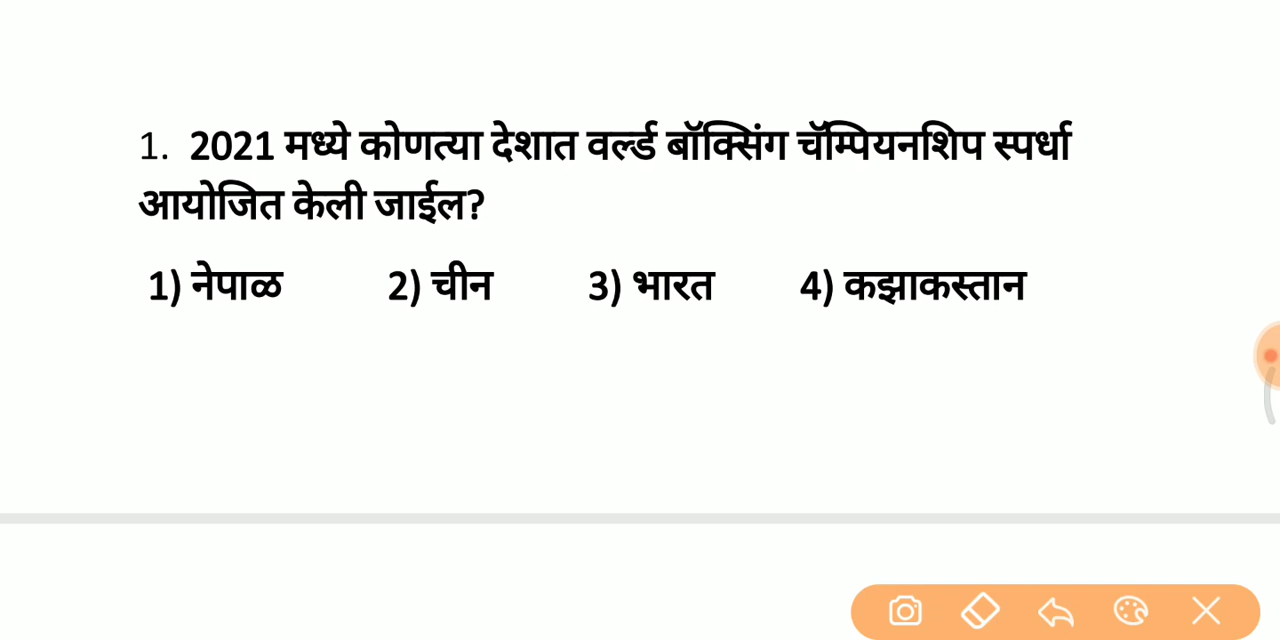 1. 2021 मध्ये कोणत्या देशात वर्ल्ड बॉक्सिंग चॅम्पियनशिप स्पर्धा
आयोजित केली जाईल?
1) नेपाळ 2) चीन 3) भारत 4) कझाकस्तान